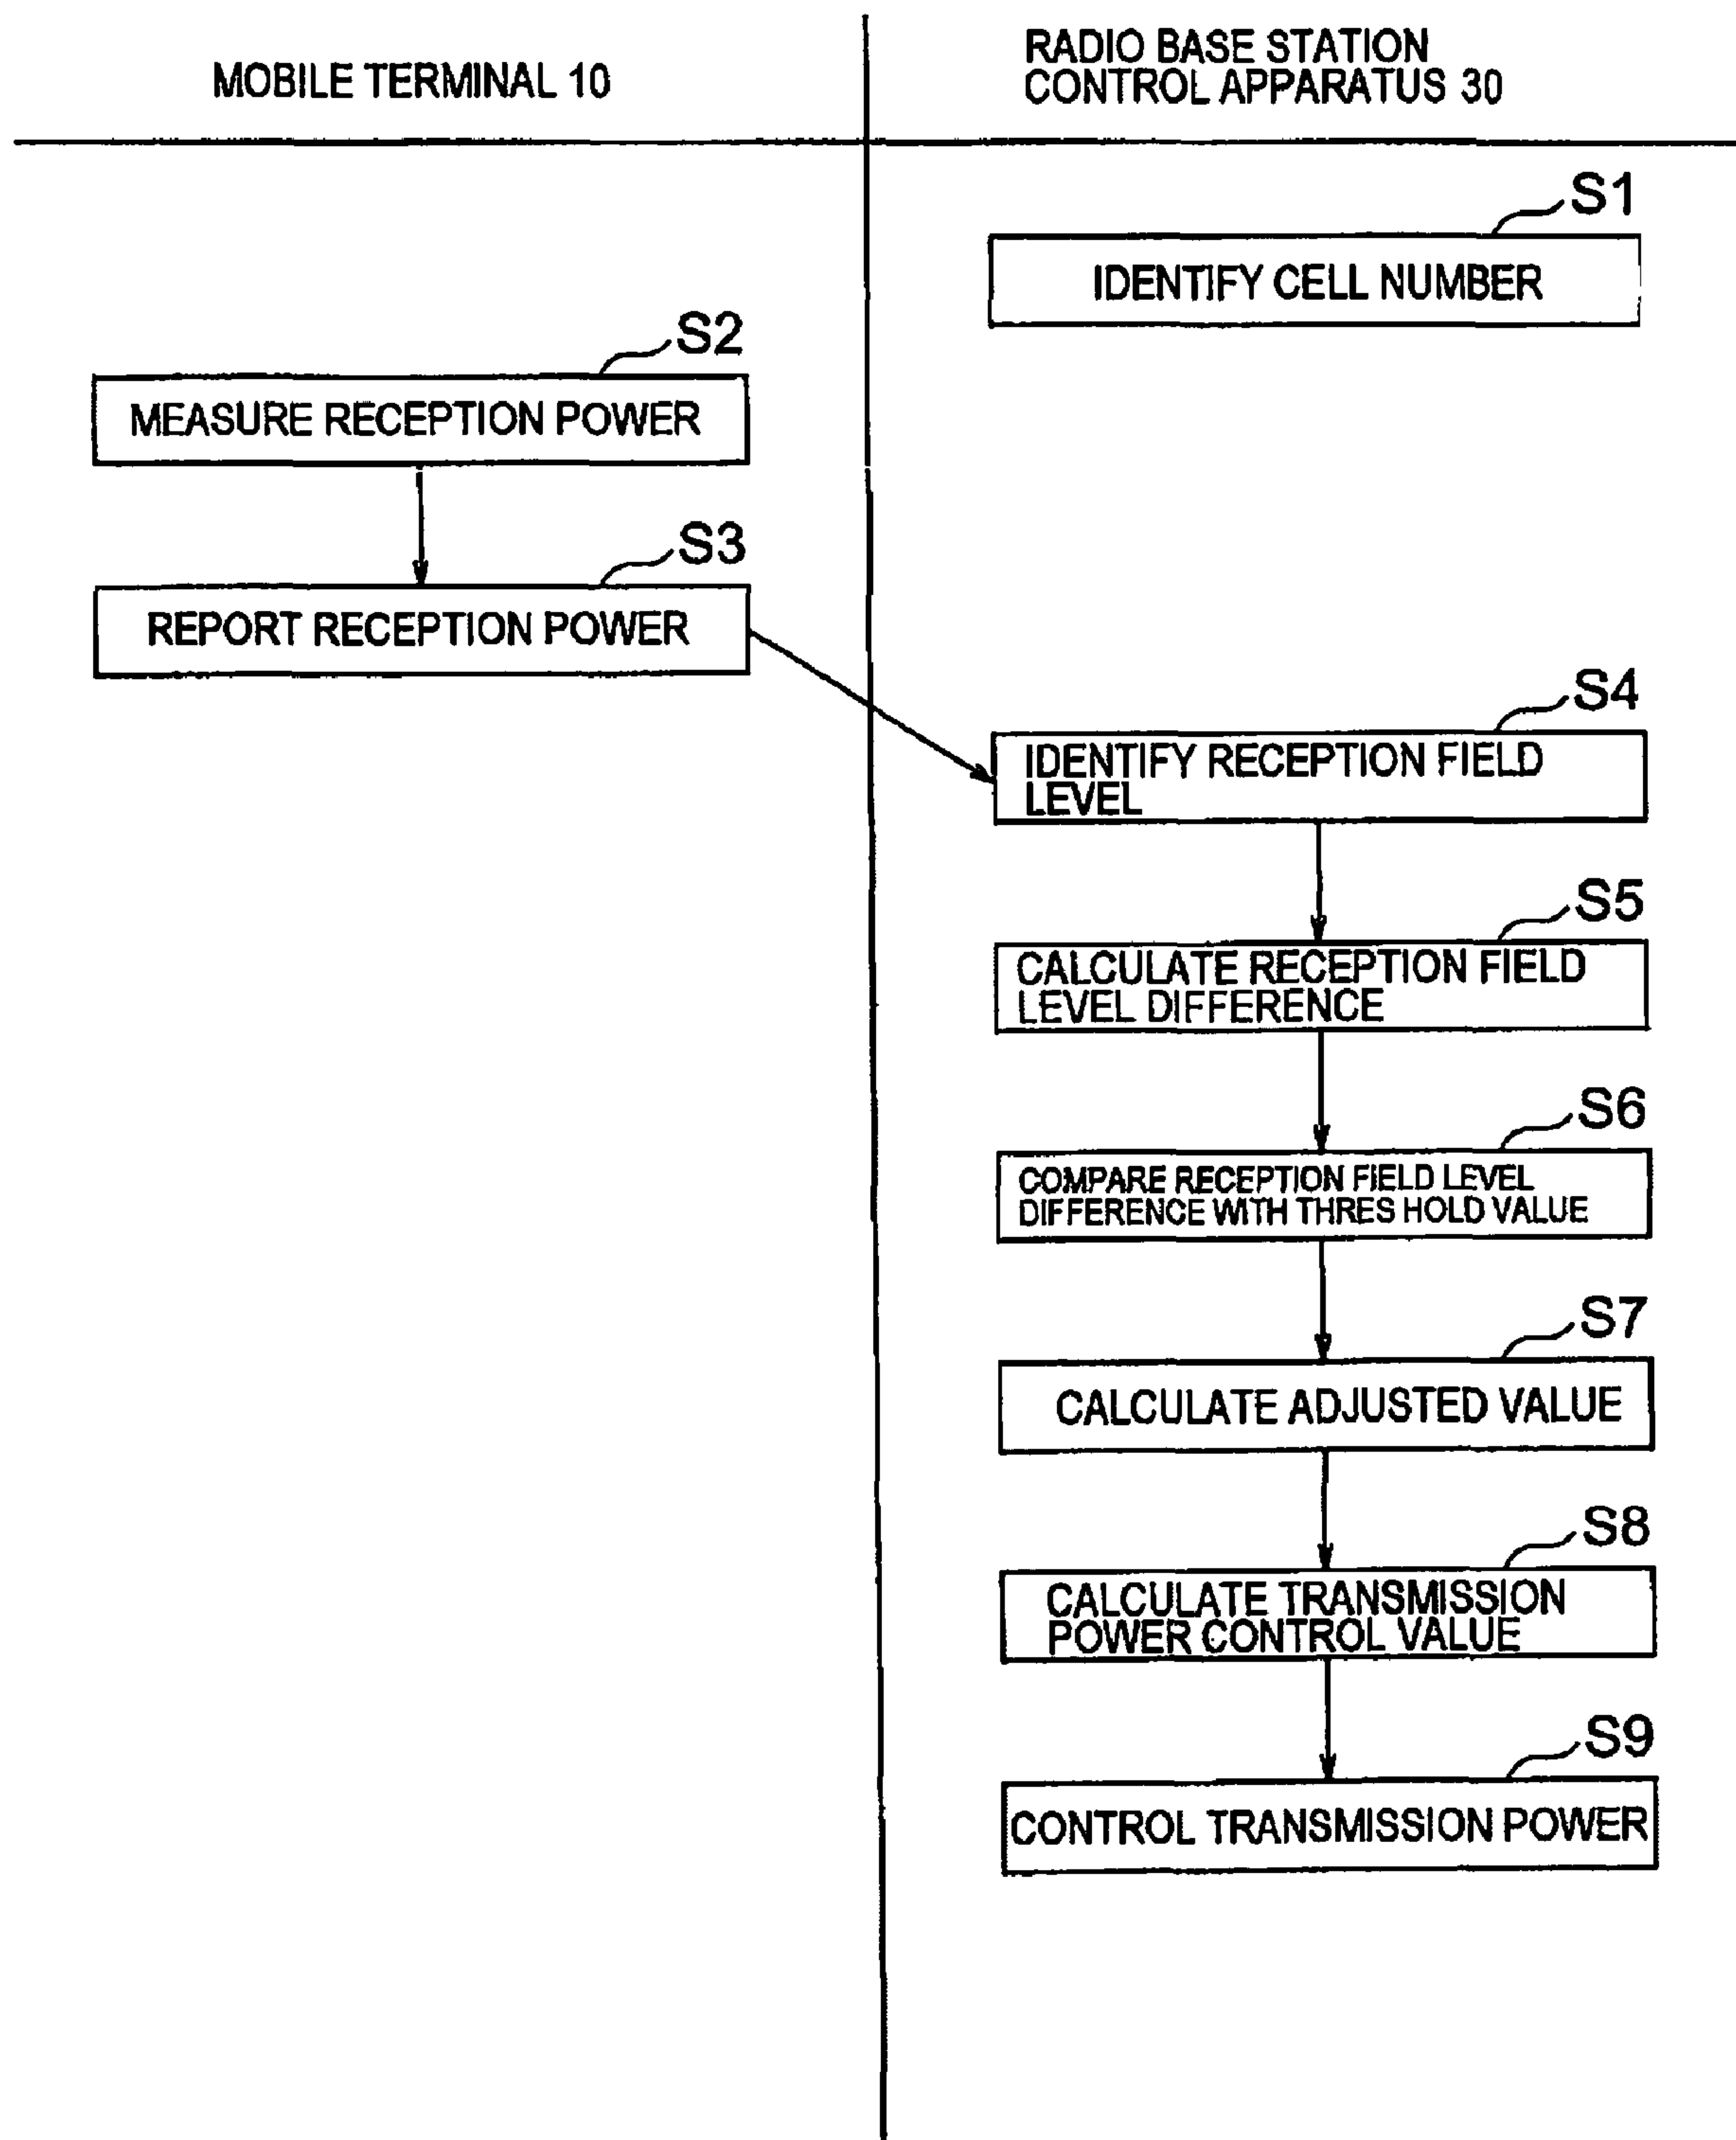 MOBILE TERMINAL 10
RADIO BASE STATION
CONTROL APPARATUS 30
S1
IDENTIFY CELL NUMBER
S2
MEASURE RECEPTION POWER
S3
REPORT RECEPTION POWER
S4
IDENTIFY RECEPTION FIELD
LEVEL
S5
CALCULATE RECEPTION FIELD
LEVEL DIFFERENCE
S6
COMPARE RECEPTION FIELD LEVEL
DIFFERENCE WITH THRES HOLD VALUE
S7
CALCULATE ADJUSTED VALUE
S8
CALCULATE TRANSMISSION
POWER CONTROL VALUE
S9
CONTROL TRANSMISSION POWER